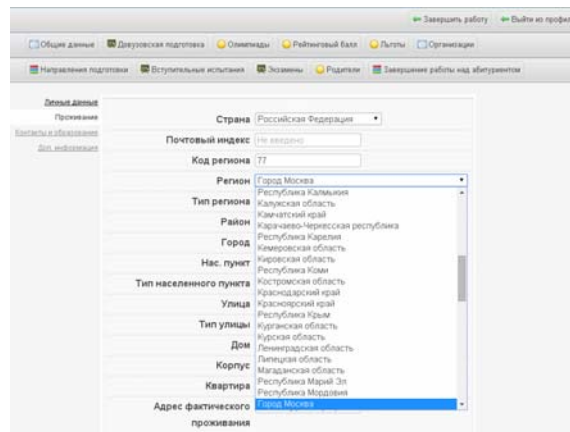 Завершить работу Выйти из профи
Общие данные Довузовская подготовка Олимпиады Рейтинговый балл Льготы Организации
Направления подготовки Вступительные испытания Экзамены Родители Завершение работы над абитуриентом
Личные данные
Проживание
Контакты и образование
Доп. информация
Страна Российская Федерация
Почтовый индекс Не введено
Код региона 77
Регион Город Москва
Тип региона
Район
Город
Нас. пункт
Тип населенного пункта
Улица
Тип улицы
Дом
Корпус
Квартира
Адрес фактического
проживания
Республика Калмыкия
Калужская область
Камчатский край
Карачаево-Черкесская республика
Республика Карелия
Кемеровская область
Кировская область
Республика Коми
Костромская область
Краснодарский край
Красноярский край
Республика Крым
Курганская область
Курская область
Ленинградская область
Липецкая область
Магаданская область
Республика Марий Эл
Республика Мордовия
Город Москва